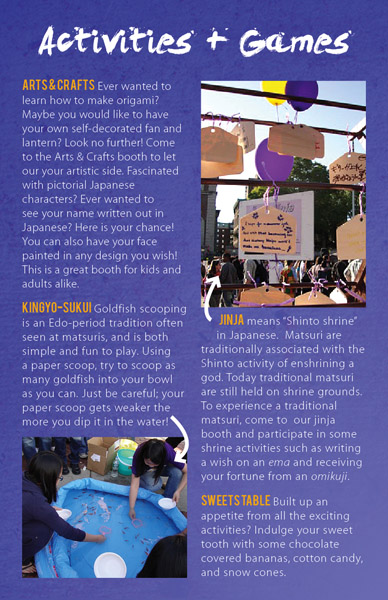 Activities + Games
ARTS & CRAFTS Ever wanted to
learn how to make origami?
Maybe you would like to have
your own self-decorated fan and
lantern? Look no further! Come
to the Arts & Crafts booth to let
our your artistic side. Fascinated
with pictorial Japanese
characters? Ever wanted to
see your name written out in
Japanese? Here is your chance!
You can also have your face
painted in any design you wish!
This is a great booth for kids and
adults alike.
KINGYO-SUKUI Goldfish scooping
is an Edo-period tradition often
seen at matsuris, and is both
simple and fun to play. Using
a paper scoop, try to scoop as
many goldfish into your bowl
as you can. Just be careful; your
paper scoop gets weaker the
more you dip it in the water!
JINJA means "Shinto shrine"
in Japanese. Matsuri are
traditionally associated with the
Shinto activity of enshrining a
god. Today traditional matsuri
are still held on shrine grounds.
To experience a traditional
matsuri, come to our jinja
booth and participate in some
shrine activities such as writing
a wish on an ema and receiving
your fortune from an omikuji.
SWEETS TABLE Built up an
appetite from all the exciting
activities? Indulge your sweet
tooth with some chocolate
covered bananas, cotton candy,
and snow cones.